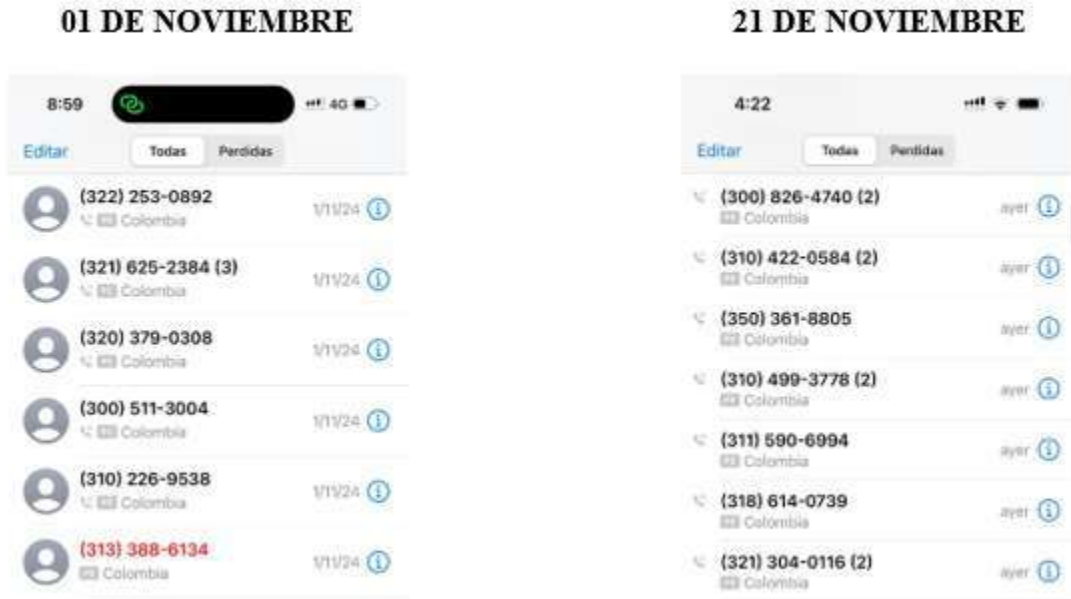 01 DE NOVIEMBRE
8:59
4G
Editar
Todas
Perdidas
(322) 253-0892
Colombia
1/11/24
(321) 625-2384 (3)
Colombia
1/11/24
(320) 379-0308
Colombia
1/11/24
(300) 511-3004
Colombia
1/11/24
(310) 226-9538
Colombia
1/11/24
(313) 388-6134
Colombia
1/11/24
21 DE NOVIEMBRE
4:22
Editar
Todas
Perdidas
(300) 826-4740 (2)
Colombia
ayer
(310) 422-0584 (2)
Colombia
ayer
(350) 361-8805
Colombia
ayer
(310) 499-3778 (2)
Colombia
ayer
(311) 590-6994
Colombia
ayer
(318) 614-0739
Colombia
ayer
(321) 304-0116 (2)
Colombia
ayer